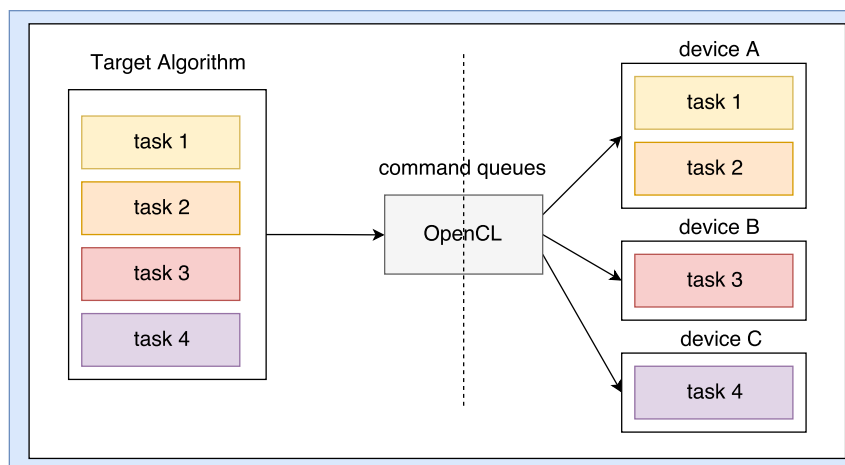 Target Algorithm
task 1
task 2
task 3
task 4
command queues
OpenCL
device A
task 1
task 2
device B
task 3
device C
task 4